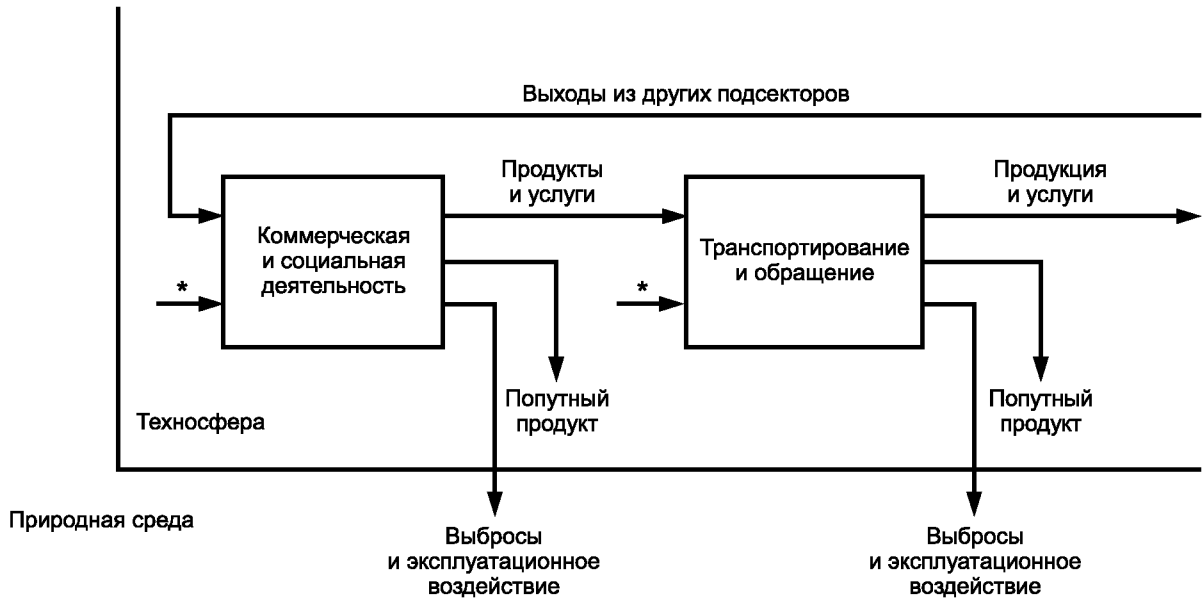 Выходы из других подсекторов
Продукты
и услуги
Продукция
и услуги
Коммерческая
и социальная
деятельность
Транспортирование
и обращение
*
*
Попутный
продукт
Попутный
продукт
Техносфера
Природная среда
Выбросы
и эксплуатационное
воздействие
Выбросы
и эксплуатационное
воздействие